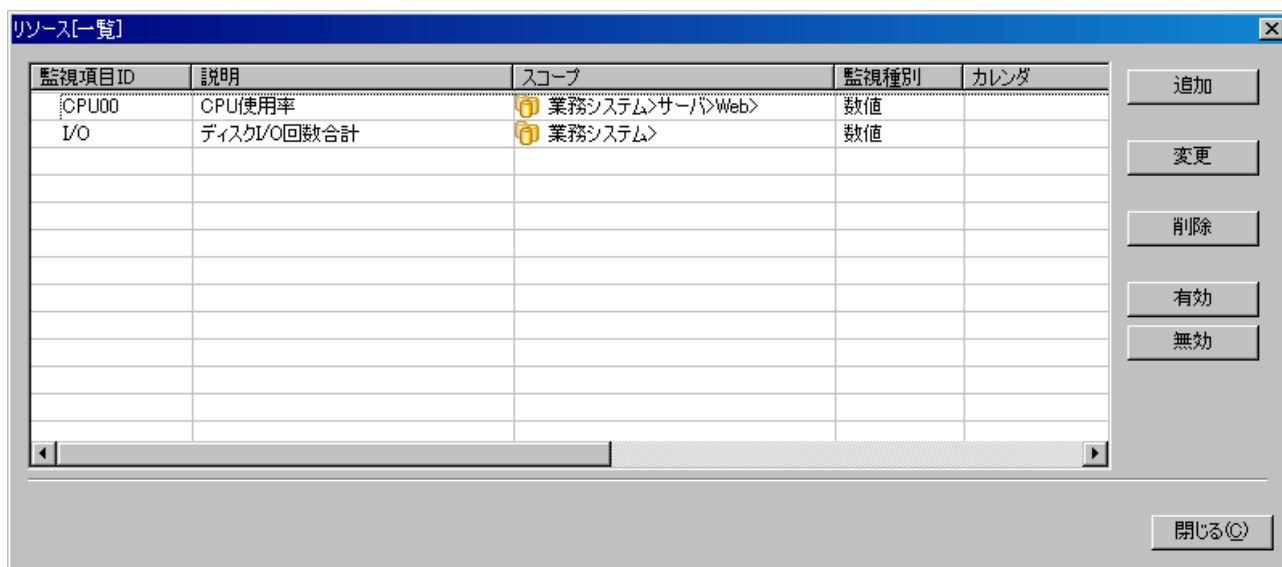 リソース[一覧]
監視項目ID 説明 スコープ 監視種別 カレンダ
CPU00 CPU使用率 業務システム>サーバ>Web> 数値
I/O ディスクI/O回数合計 業務システム> 数値
追加
変更
削除
有効
無効
閉じる(C)